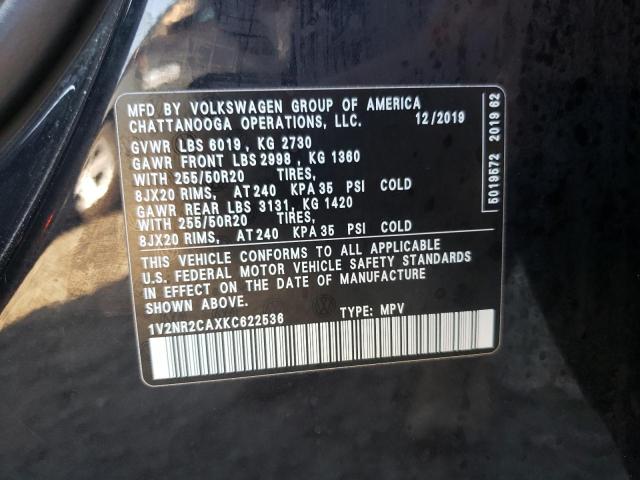 MFD BY VOLKSWAGEN GROUP OF AMERICA
CHATTANOOGA OPERATIONS, LLC. 12/2019
GVWR LBS 6019 , KG 2730
GAWR FRONT LBS 2998 , KG 1360
WITH 255/50R20 TIRES,
8JX20 RIMS, AT 240 KPA 35 PSI COLD
GAWR REAR LBS 3131, KG 1420
WITH 255/50R20 TIRES,
8JX20 RIMS, AT 240 KPA 35 PSI COLD
THIS VEHICLE CONFORMS TO ALL APPLICABLE
U.S. FEDERAL MOTOR VEHICLE SAFETY STANDARDS
IN EFFECT ON THE DATE OF MANUFACTURE
SHOWN ABOVE.
1V2NR2CAXKC622536 TYPE: MPV
5019572 2019 62